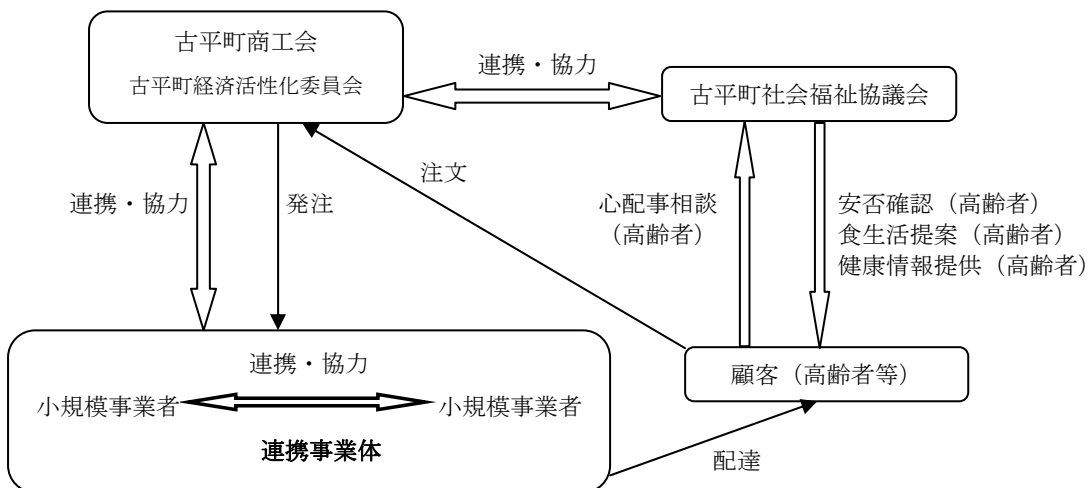 古平町商工会
古平町経済活性化委員会
連携・協力
古平町社会福祉協議会
連携・協力
発注
注文
心配事相談
（高齢者）
安否確認（高齢者）
食生活提案（高齢者）
健康情報提供（高齢者）
連携・協力
小規模事業者
小規模事業者
連携事業体
顧客（高齢者等）
配達